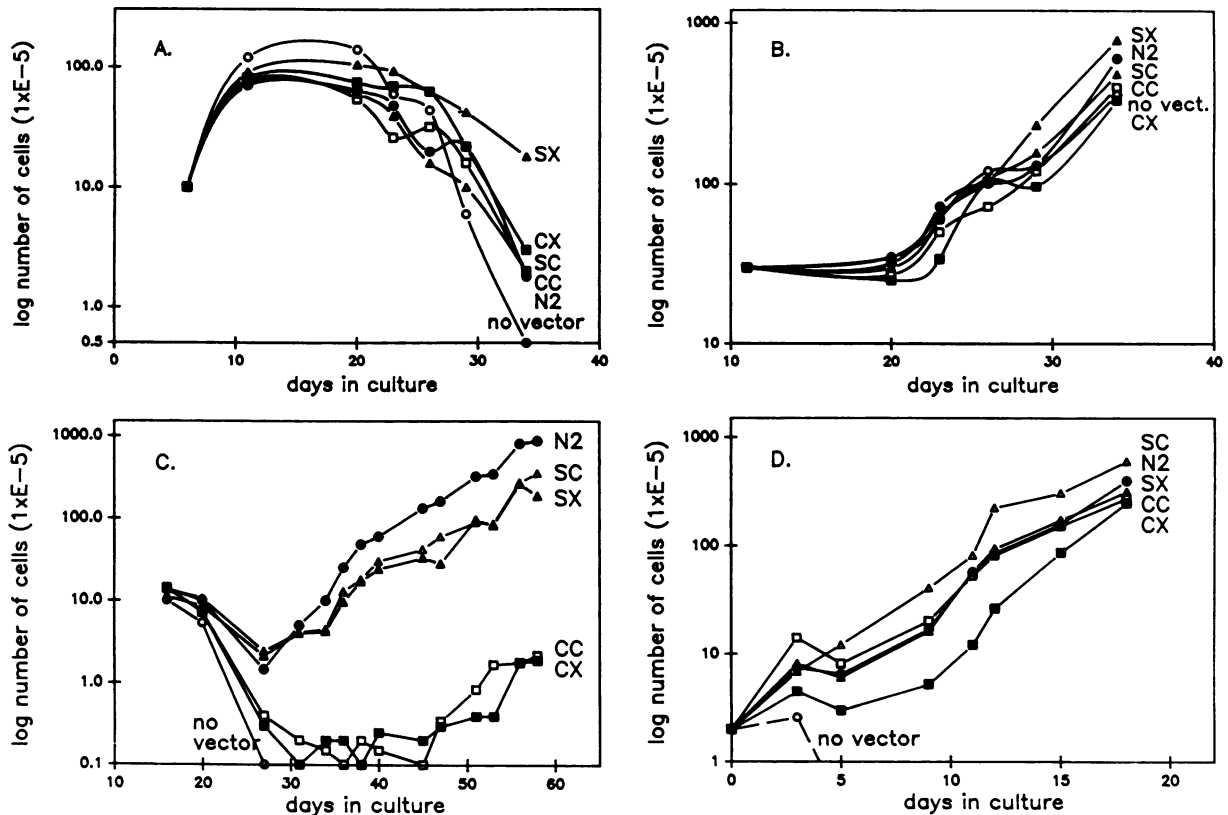 A.
log number of cells (1xE-5)
100.0
10.0
1.0
0.5
0
10
20
30
40
days in culture
SX
CX
SC
CC
N2
no vector
B.
log number of cells (1xE-5)
1000
100
10
10
20
30
40
days in culture
SX
N2
SC
CC
no vect.
CX
C.
log number of cells (1xE-5)
1000.0
100.0
10.0
1.0
0.1
10
20
30
40
50
60
days in culture
N2
SC
SX
CC
CX
no
vector
D.
log number of cells (1xE-5)
1000
100
10
1
0
5
10
15
20
days in culture
SC
N2
SX
CC
CX
no vector